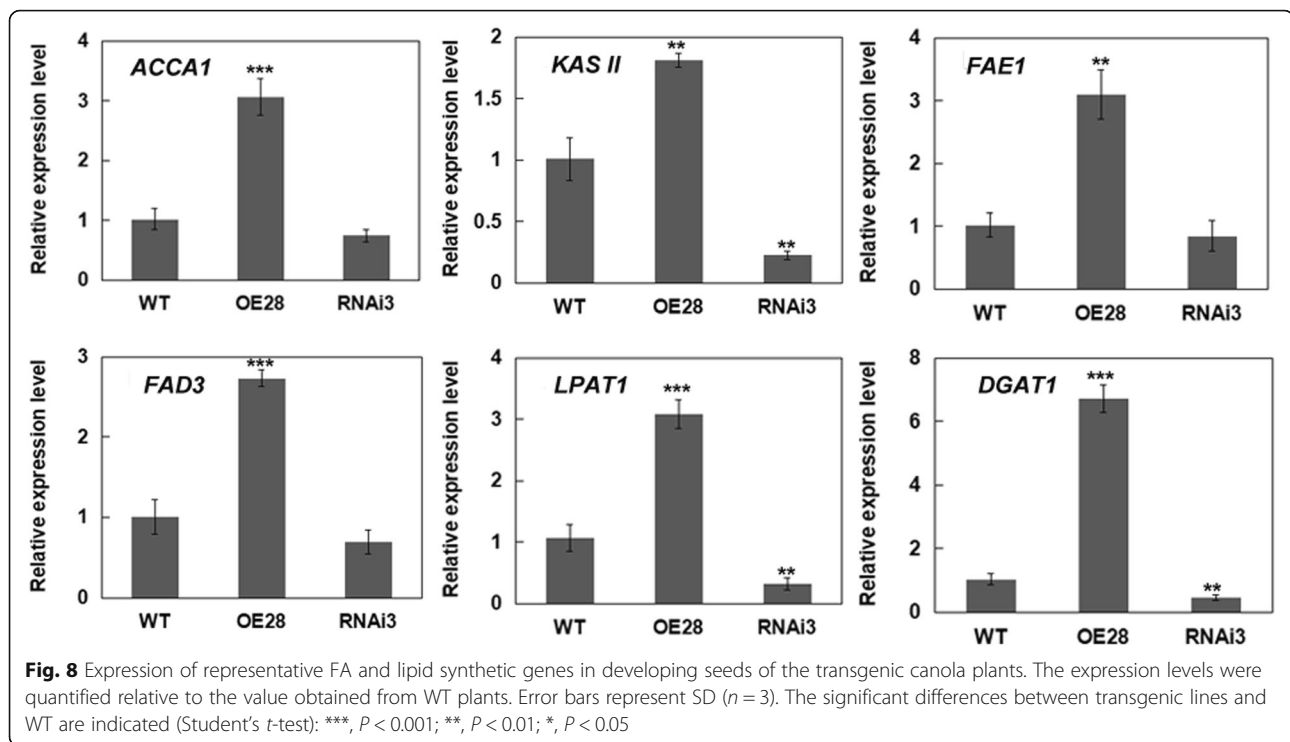 ACCA1
Relative expression level
4
3
2
1
0
***
WT OE28 RNAi3
KAS II
Relative expression level
2
1.5
1
0.5
0
**
**
WT OE28 RNAi3
FAE1
Relative expression level
4
3
2
1
0
**
WT OE28 RNAi3
FAD3
Relative expression level
3
2
1
0
***
WT OE28 RNAi3
LPAT1
Relative expression level
4
3
2
1
0
***
**
WT OE28 RNAi3
DGAT1
Relative expression level
8
6
4
2
0
***
**
WT OE28 RNAi3
Fig. 8 Expression of representative FA and lipid synthetic genes in developing seeds of the transgenic canola plants. The expression levels were
quantified relative to the value obtained from WT plants. Error bars represent SD (n = 3). The significant differences between transgenic lines and
WT are indicated (Student's t-test): ***, P < 0.001; **, P < 0.01; *, P < 0.05